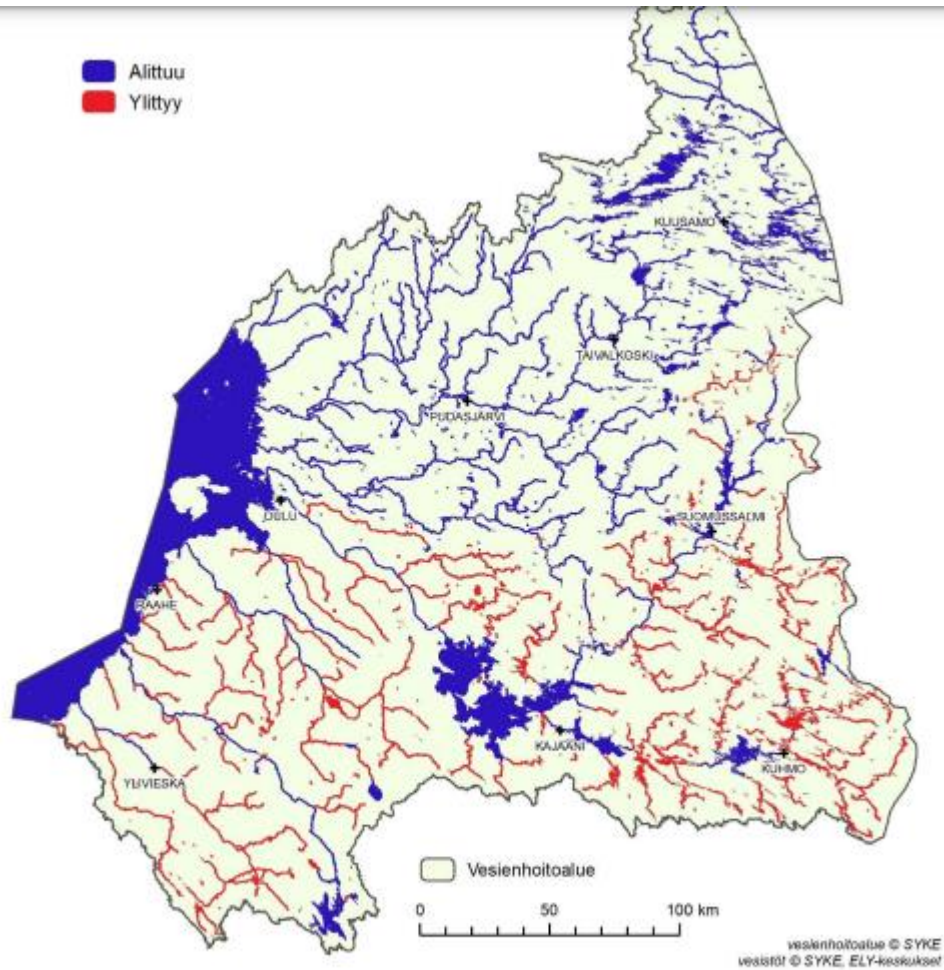 Alittuu
Ylittyy
KUUSAMO
TAIVALKOSKI
PUDASJÄRVI
OULU
SUOMUSSALMI
RAAHE
KAJAANI
KUHMO
YLIVIESKA
Vesienhoitoalue
0 50 100 km
vesienhoitoalue © SYKE
vesistöt © SYKE, ELY-keskukset